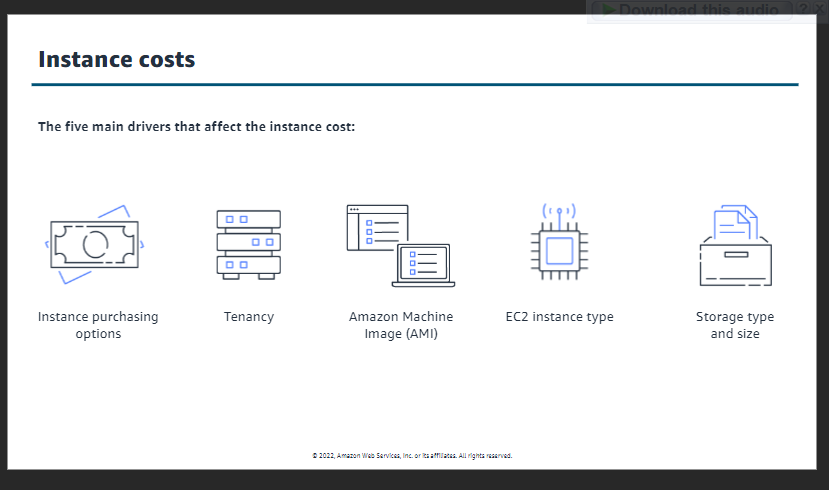 Download this audio ? X
Instance costs
The five main drivers that affect the instance cost:
Instance purchasing
options
Tenancy
Amazon Machine
Image (AMI)
EC2 instance type
Storage type
and size
© 2022, Amazon Web Services, Inc. or its affiliates. All rights reserved.